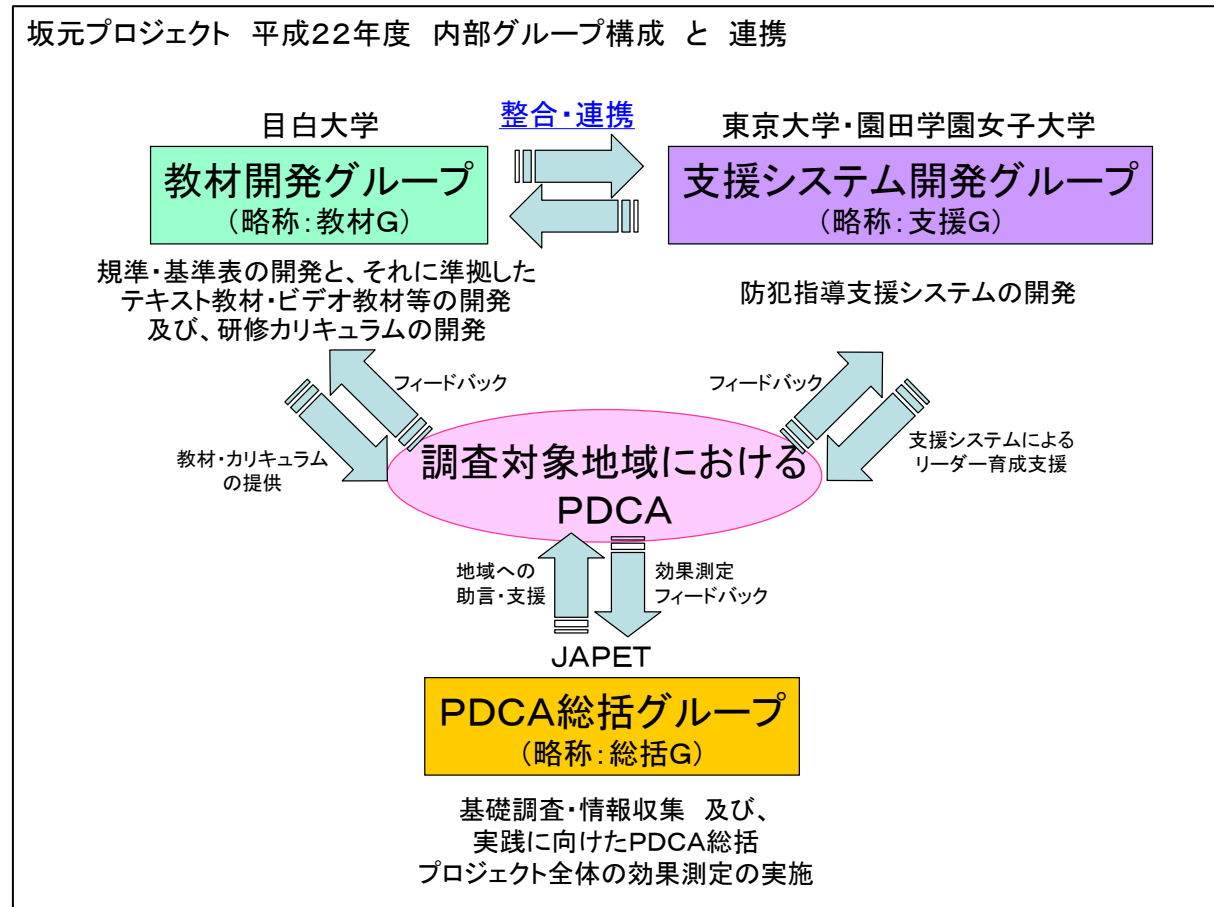 坂元プロジェクト 平成22年度 内部グループ構成 と 連携
整合・連携
目白大学
教材開発グループ
（略称：教材G）
規準・基準表の開発と、それに準拠した
テキスト教材・ビデオ教材等の開発
及び、研修カリキュラムの開発
東京大学・園田学園女子大学
支援システム開発グループ
（略称：支援G）
防犯指導支援システムの開発
フィードバック
教材・カリキュラム
の提供
フィードバック
支援システムによる
リーダー育成支援
調査対象地域における
PDCA
地域への
助言・支援
効果測定
フィードバック
JAPET
PDCA総括グループ
（略称：総括G）
基礎調査・情報収集 及び、
実践に向けたPDCA総括
プロジェクト全体の効果測定の実施